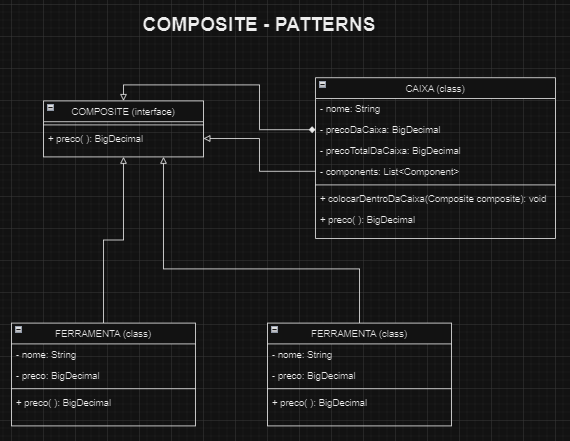 COMPOSITE - PATTERNS
COMPOSITE (interface)
+ preco( ): BigDecimal
CAIXA (class)
- nome: String
- precoDaCaixa: BigDecimal
- precoTotalDaCaixa: BigDecimal
- components: List<Component>
+ colocarDentroDaCaixa(Composite composite): void
+ preco( ): BigDecimal
FERRAMENTA (class)
- nome: String
- preco: BigDecimal
+ preco( ): BigDecimal
FERRAMENTA (class)
- nome: String
- preco: BigDecimal
+ preco( ): BigDecimal